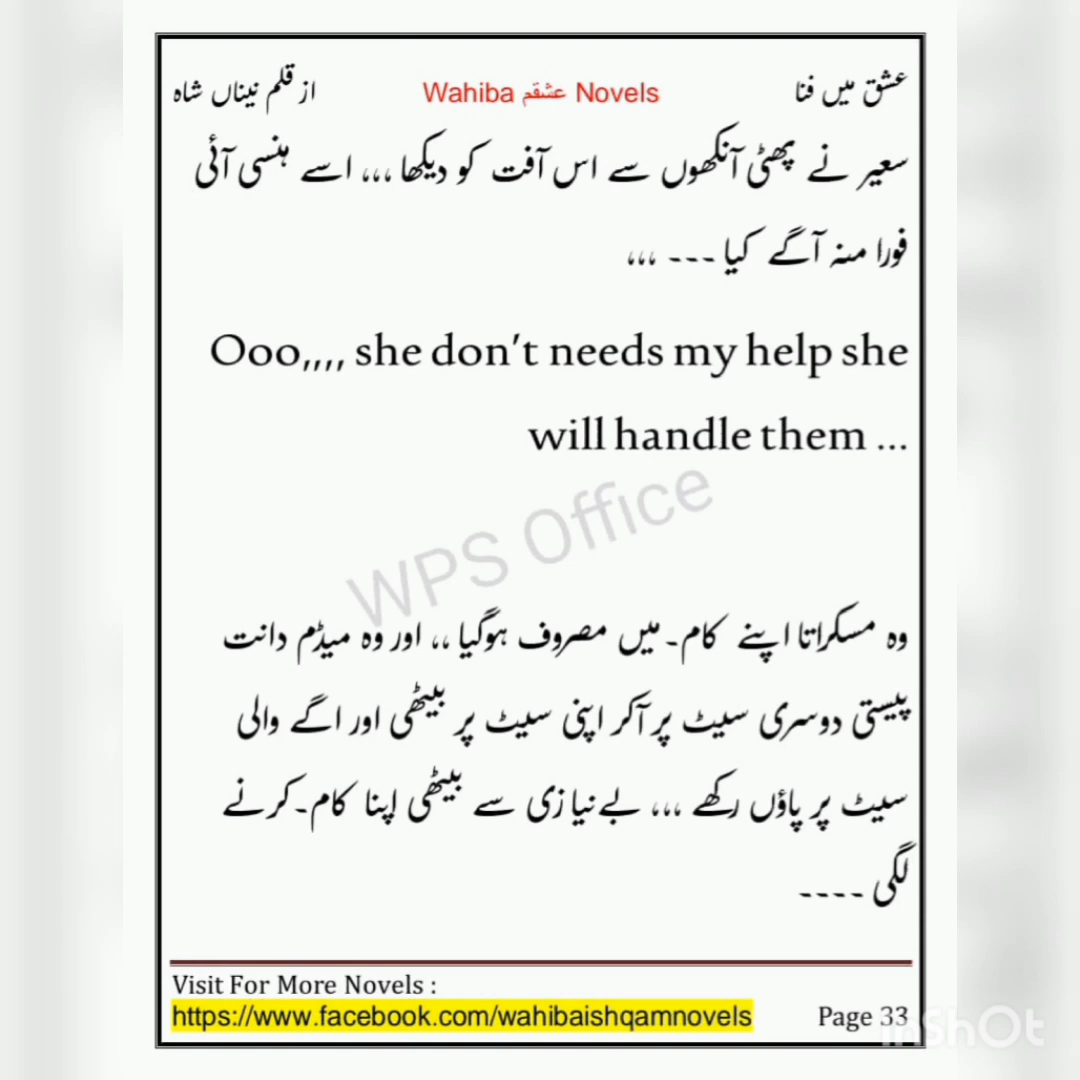 عشق میں فنا Wahiba عشقم Novels از قلم نیناں شاہ
سعیر نے پھٹی آنکھوں سے اس آفت کو دیکھا ،،، اسے ہنسی آئی
فورا منہ آگے کیا --- ،،،
Ooo,,,, she don't needs my help she
will handle them ...
WPS Office
وہ مسکراتا اپنے کام۔میں مصروف ہوگیا ،، اور وہ میڈم دانت
پیستی دوسری سیٹ پر آکر اپنی سیٹ پر بیٹھی اور اگے والی
سیٹ پر پاؤں رکھے ،،، بے نیازی سے بیٹھی اپنا کام۔کرنے
لگی ----
Visit For More Novels :
https://www.facebook.com/wahibaishqamnovels Page 33
InShOt